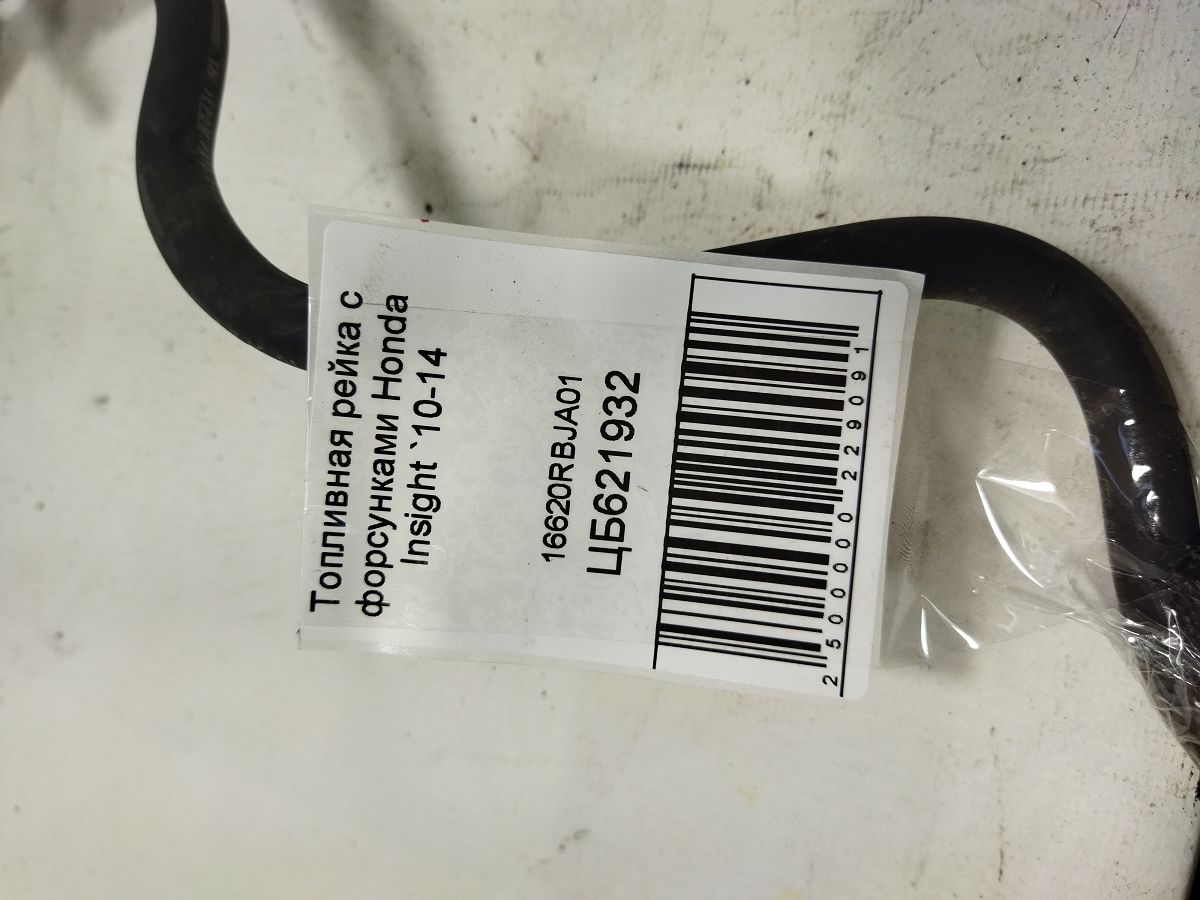 Топливная рейка с
форсунками Honda
Insight `10-14
16620RBJA01
ЦБ621932
2500000229091